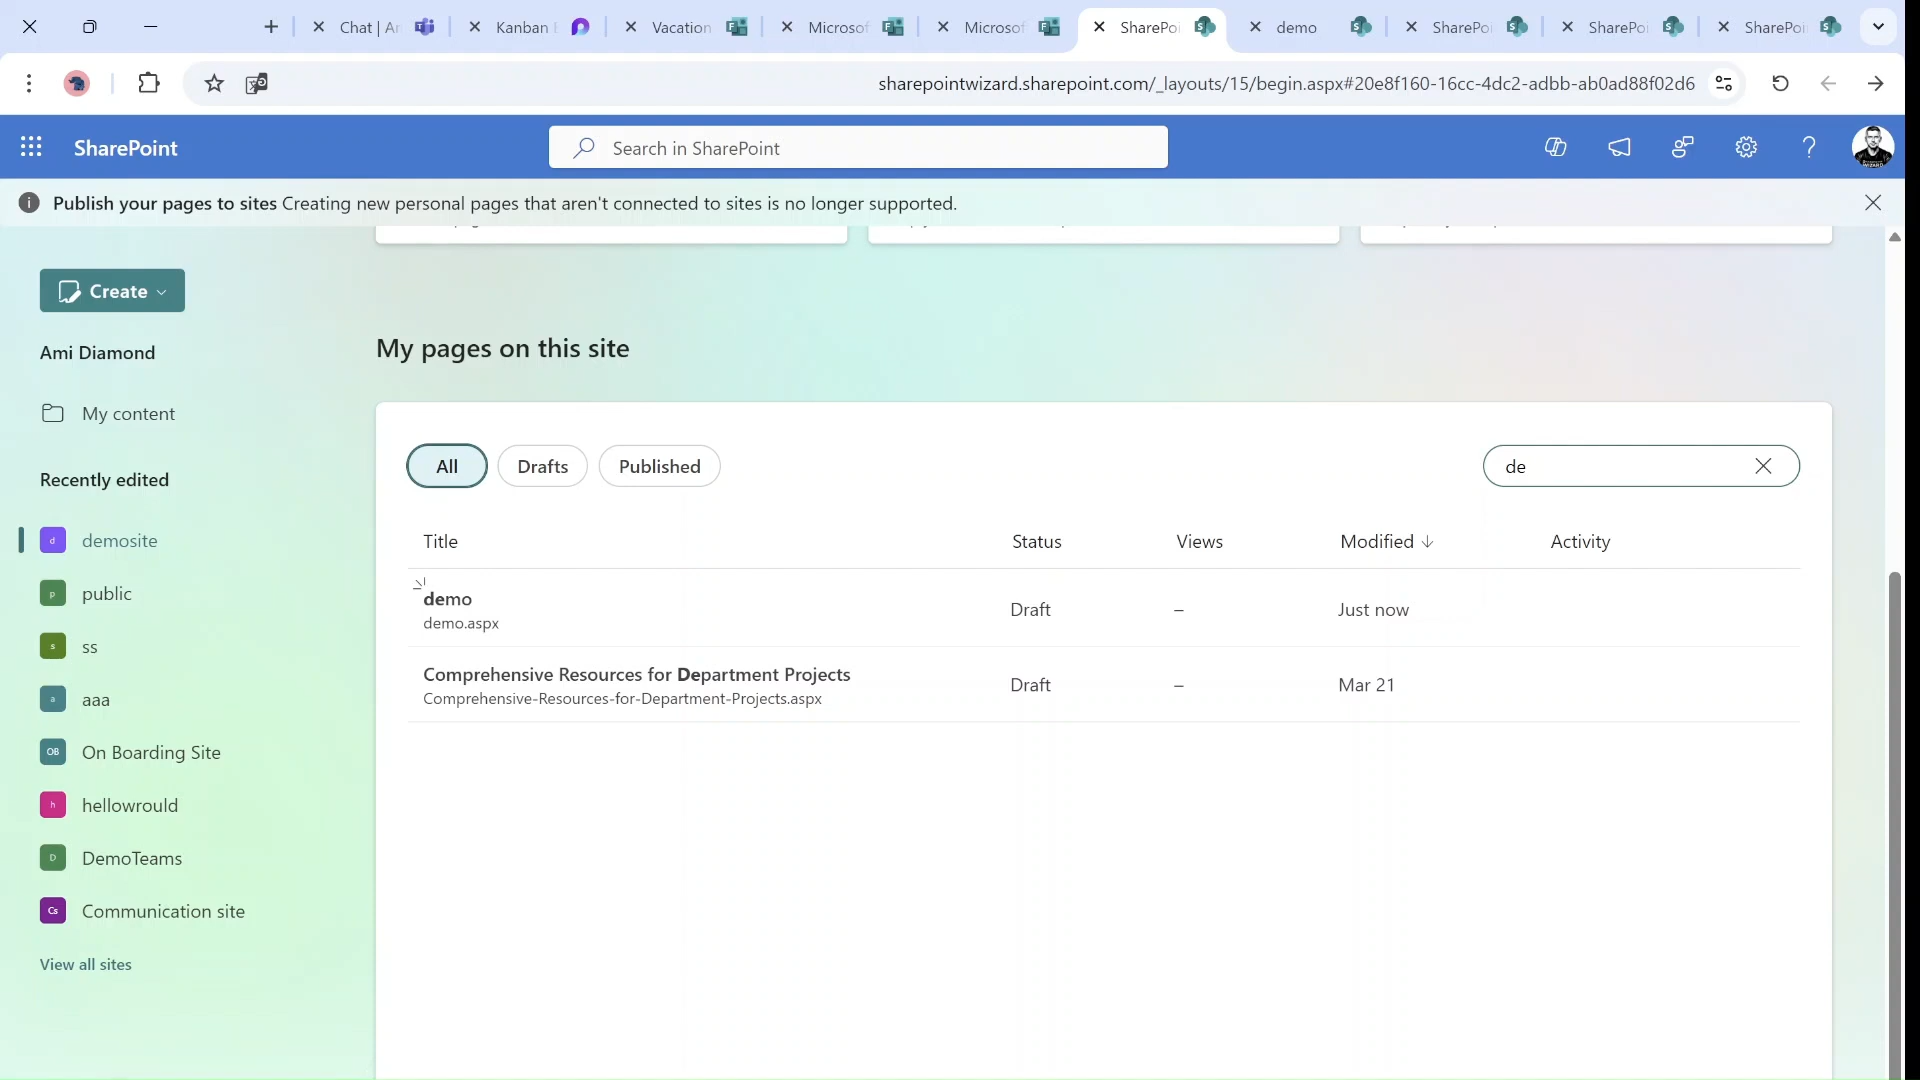 Chat | A
Kanban
Vacation
Microsof
Microsof
SharePoi
demo
SharePoi
SharePoi
SharePoi
sharepointwizard.sharepoint.com/_layouts/15/begin.aspx#20e8f160-16cc-4dc2-adbb-ab0ad88f02d6
SharePoint
Search in SharePoint
Publish your pages to sites Creating new personal pages that aren't connected to sites is no longer supported.
Create
Ami Diamond
My content
Recently edited
d demosite
p public
s ss
a aaa
OB On Boarding Site
h hellowrould
D DemoTeams
Cs Communication site
View all sites
My pages on this site
All Drafts Published
de
Title Status Views Modified ↓ Activity
demo
demo.aspx
Draft – Just now
Comprehensive Resources for Department Projects
Comprehensive-Resources-for-Department-Projects.aspx
Draft – Mar 21